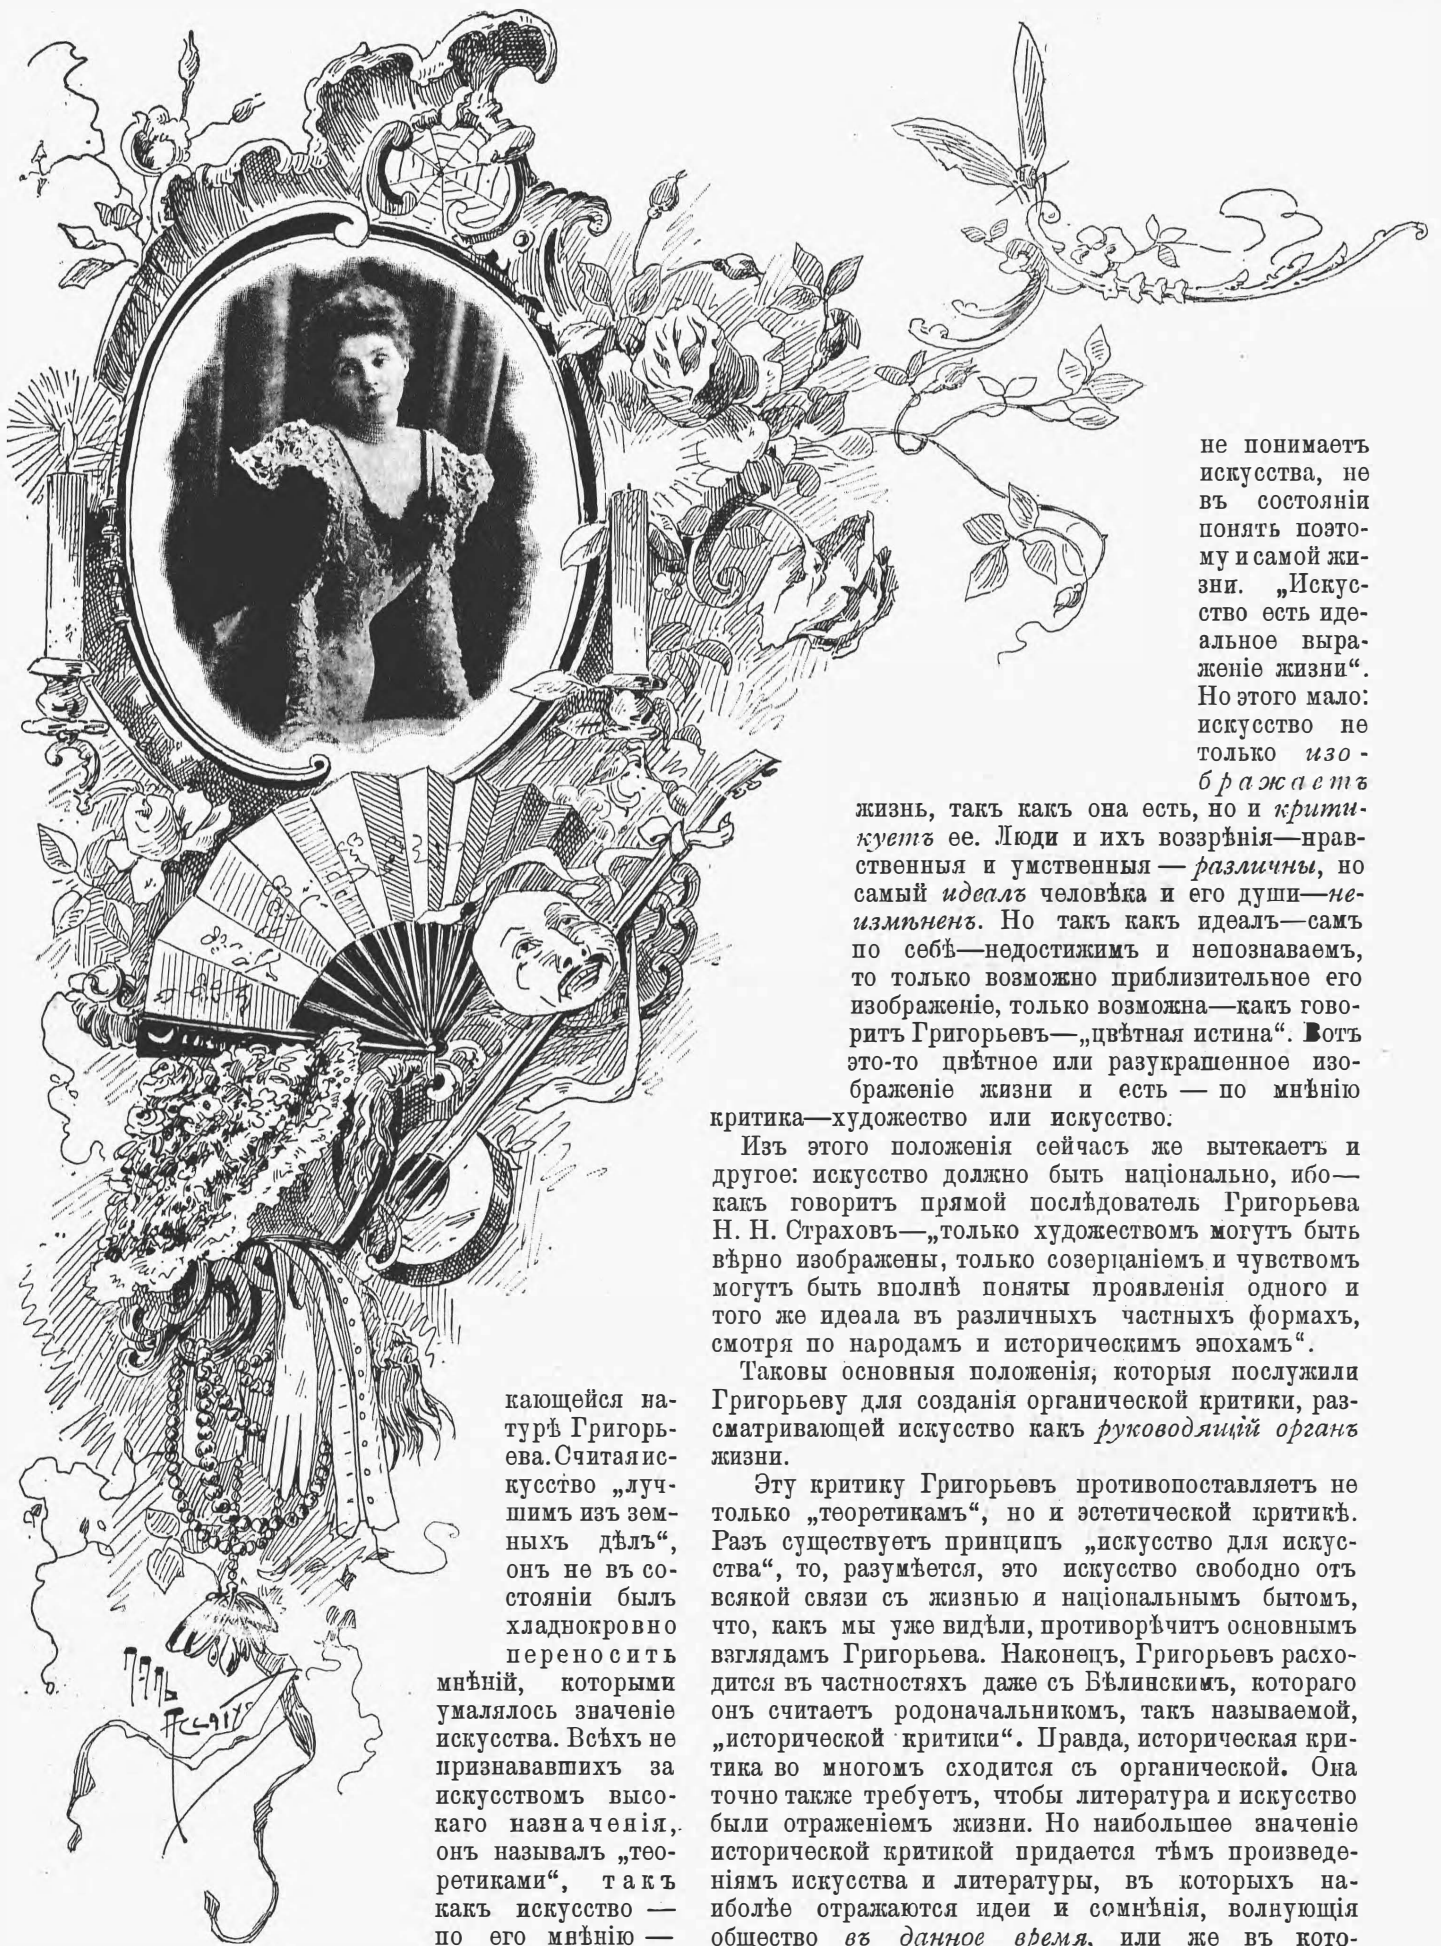 кающейся на-
турѣ Григорь-
ева. Считая ис-
кусство „луч-
шимъ изъ зем-
ныхъ дѣлъ“,
онъ не въ со-
стояніи былъ
хладнокровно
переносить
мнѣній, которыми
умалялось значеніе
искусства. Всѣхъ не
признававшихъ за
искусствомъ высо-
каго назначенія,
онъ называлъ „тео-
ретиками“, такъ
какъ искусство —
по его мнѣнію —
не понимаетъ
искусства, не
въ состояніи
понять поэто-
му и самой жи-
зни. „Искус-
ство есть иде-
альное выра-
женіе жизни“.
Но этого мало:
искусство не
только изо-
бражаетъ
жизнь, такъ какъ она есть, но и крити-
куетъ ее. Люди и ихъ воззрѣнія—нрав-
ственныя и умственныя — различны, но
самый идеалъ человѣка и его души—не-
измѣненъ. Но такъ какъ идеалъ—самъ
по себѣ—недостижимъ и непознаваемъ,
то только возможно приблизительное его
изображеніе, только возможна—какъ гово-
ритъ Григорьевъ—„цвѣтная истина“. Вотъ
это-то цвѣтное или разукрашенное изо-
браженіе жизни и есть — по мнѣнію
критика—художество или искусство.
Изъ этого положенія сейчасъ же вытекаетъ и
другое: искусство должно быть національно, ибо—
какъ говоритъ прямой послѣдователь Григорьева
Н. Н. Страховъ—„только художествомъ могутъ быть
вѣрно изображены, только созерцаніемъ и чувствомъ
могутъ быть вполнѣ поняты проявленія одного и
того же идеала въ различныхъ частныхъ формахъ,
смотря по народамъ и историческимъ эпохамъ“.
Таковы основныя положенія, которыя послужили
Григорьеву для созданія органической критики, раз-
сматривающей искусство какъ руководящій органъ
жизни.
Эту критику Григорьевъ противопоставляетъ не
только „теоретикамъ“, но и эстетической критикѣ.
Разъ существуетъ принципъ „искусство для искус-
ства“, то, разумѣется, это искусство свободно отъ
всякой связи съ жизнью и національнымъ бытомъ,
что, какъ мы уже видѣли, противорѣчитъ основнымъ
взглядамъ Григорьева. Наконецъ, Григорьевъ расхо-
дится въ частностяхъ даже съ Бѣлинскимъ, котораго
онъ считаетъ родоначальникомъ, такъ называемой,
„исторической критики“. Правда, историческая кри-
тика во многомъ сходится съ органической. Она
точно также требуетъ, чтобы литература и искусство
были отраженіемъ жизни. Но наибольшее значеніе
исторической критикой придается тѣмъ произведе-
ніямъ искусства и литературы, въ которыхъ на-
иболѣе отражаются идеи и сомнѣнія, волнующія
общество въ данное время, или же въ кото-